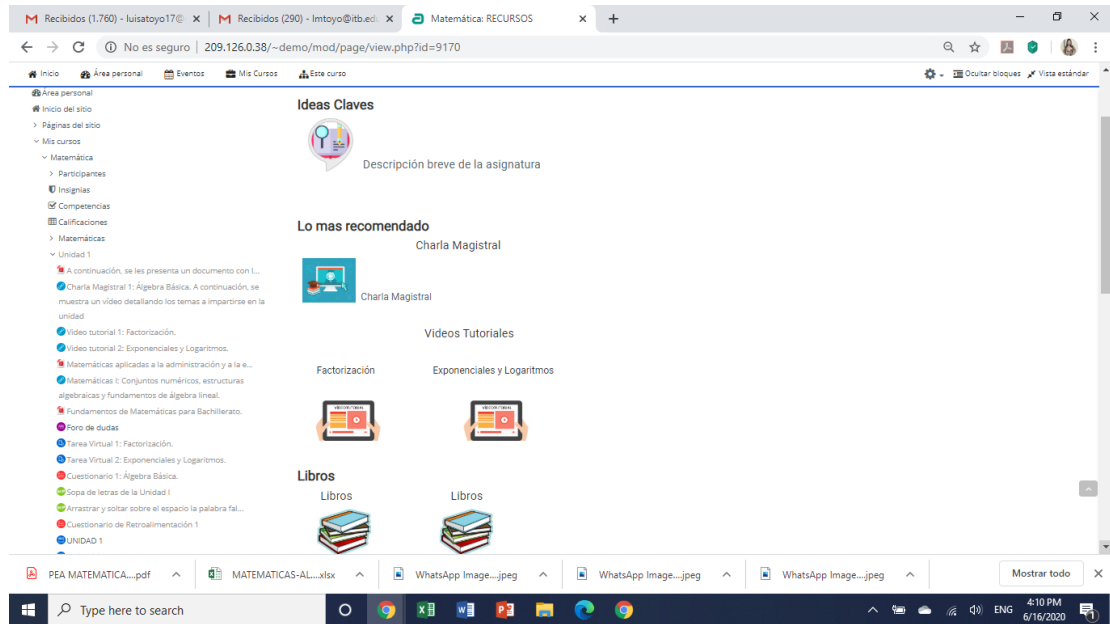 Recibidos (1.760) - luisatoyo17@
Recibidos (290) - lmtoyo@itb.ed
Matemática: RECURSOS
No es seguro | 209.126.0.38/~demo/mod/page/view.php?id=9170
Inicio Área personal Eventos Mis Cursos Este curso Ocultar bloques Vista estándar
Área personal
Inicio del sitio
Páginas del sitio
Mis cursos
Matemática
Participantes
Insignias
Competencias
Calificaciones
Matemáticas
Unidad 1
A continuación, se les presenta un documento con l...
Charla Magistral 1: Álgebra Básica. A continuación, se
muestra un vídeo detallando los temas a impartirse en la
unidad
Video tutorial 1: Factorización.
Video tutorial 2: Exponenciales y Logaritmos.
Matemáticas aplicadas a la administración y a la e...
Matemáticas I: Conjuntos numéricos, estructuras
algebraicas y fundamentos de álgebra lineal.
Fundamentos de Matemáticas para Bachillerato.
Foro de dudas
Tarea Virtual 1: Factorización.
Tarea Virtual 2: Exponenciales y Logaritmos.
Cuestionario 1: Álgebra Básica.
Sopa de letras de la Unidad I
Arrastrar y soltar sobre el espacio la palabra fal...
Cuestionario de Retroalimentación 1
UNIDAD 1
Ideas Claves
Descripción breve de la asignatura
Lo mas recomendado
Charla Magistral
Charla Magistral
Videos Tutoriales
Factorización Exponenciales y Logaritmos
Libros
Libros Libros
PEA MATEMATICA....pdf MATEMATICAS-AL....xlsx WhatsApp Image....jpeg WhatsApp Image....jpeg WhatsApp Image....jpeg Mostrar todo
Type here to search
ENG
4:10 PM
6/16/2020